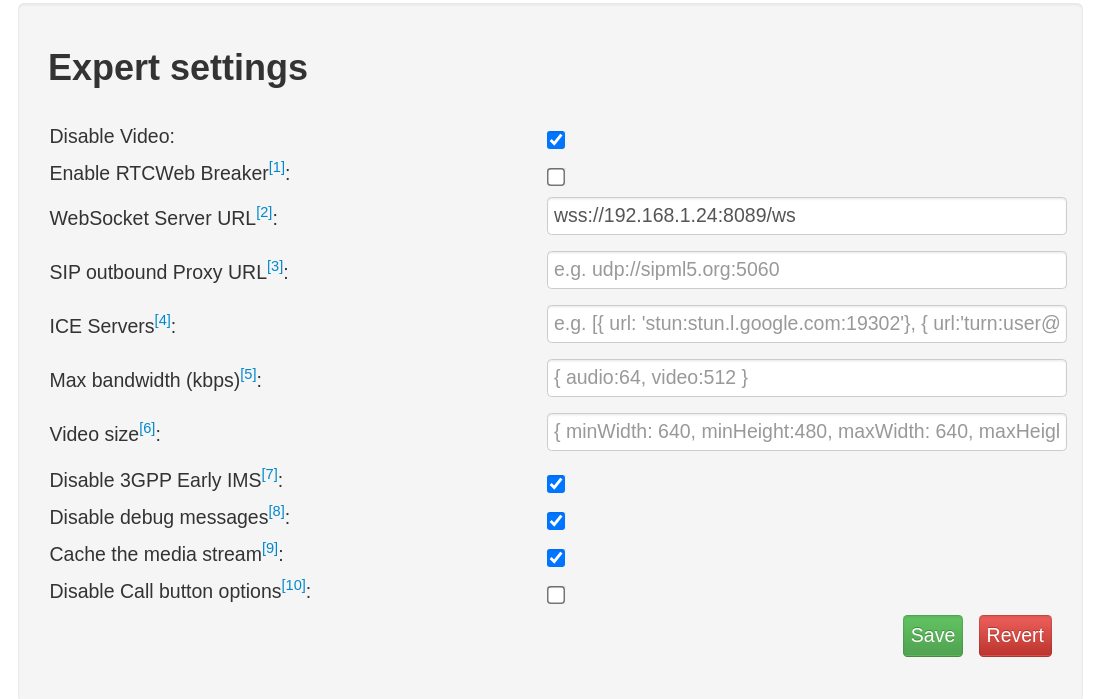 Expert settings
Disable Video:
Enable RTCWeb Breaker[1]:
WebSocket Server URL[2]: wss://192.168.1.24:8089/ws
SIP outbound Proxy URL[3]: e.g. udp://sipml5.org:5060
ICE Servers[4]: e.g. [{ url: 'stun:stun.l.google.com:19302'}, { url:'turn:user@
Max bandwidth (kbps)[5]: { audio:64, video:512 }
Video size[6]: { minWidth: 640, minHeight:480, maxWidth: 640, maxHeigl
Disable 3GPP Early IMS[7]:
Disable debug messages[8]:
Cache the media stream[9]:
Disable Call button options[10]:
Save Revert